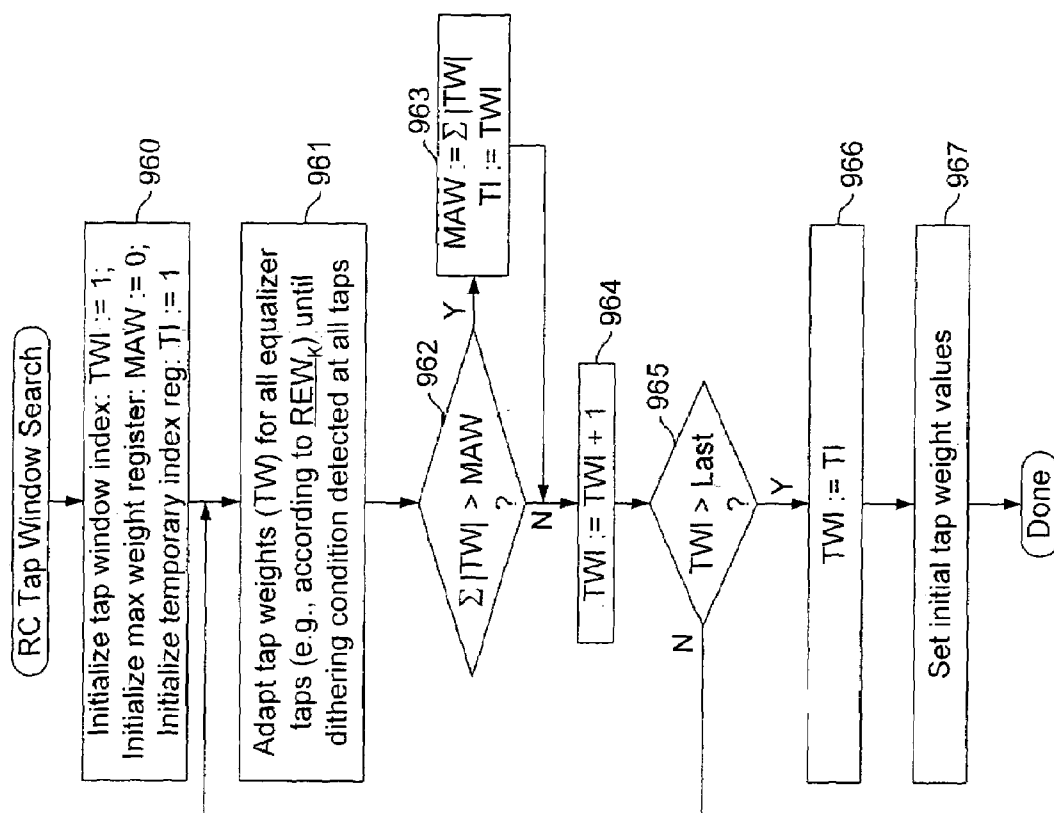 RC Tap Window Search
960
Initialize tap window index: TWI := 1;
Initialize max weight register: MAW := 0;
Initialize temporary index reg: TI := 1
961
Adapt tap weights (TW) for all equalizer
taps (e.g., according to REWK) until
dithering condition detected at all taps
962
Σ |TW| > MAW
?
Y
N
963
MAW := Σ |TW|
TI := TWI
964
TWI := TWI + 1
965
TWI > Last
?
N
Y
966
TWI := TI
967
Set initial tap weight values
Done